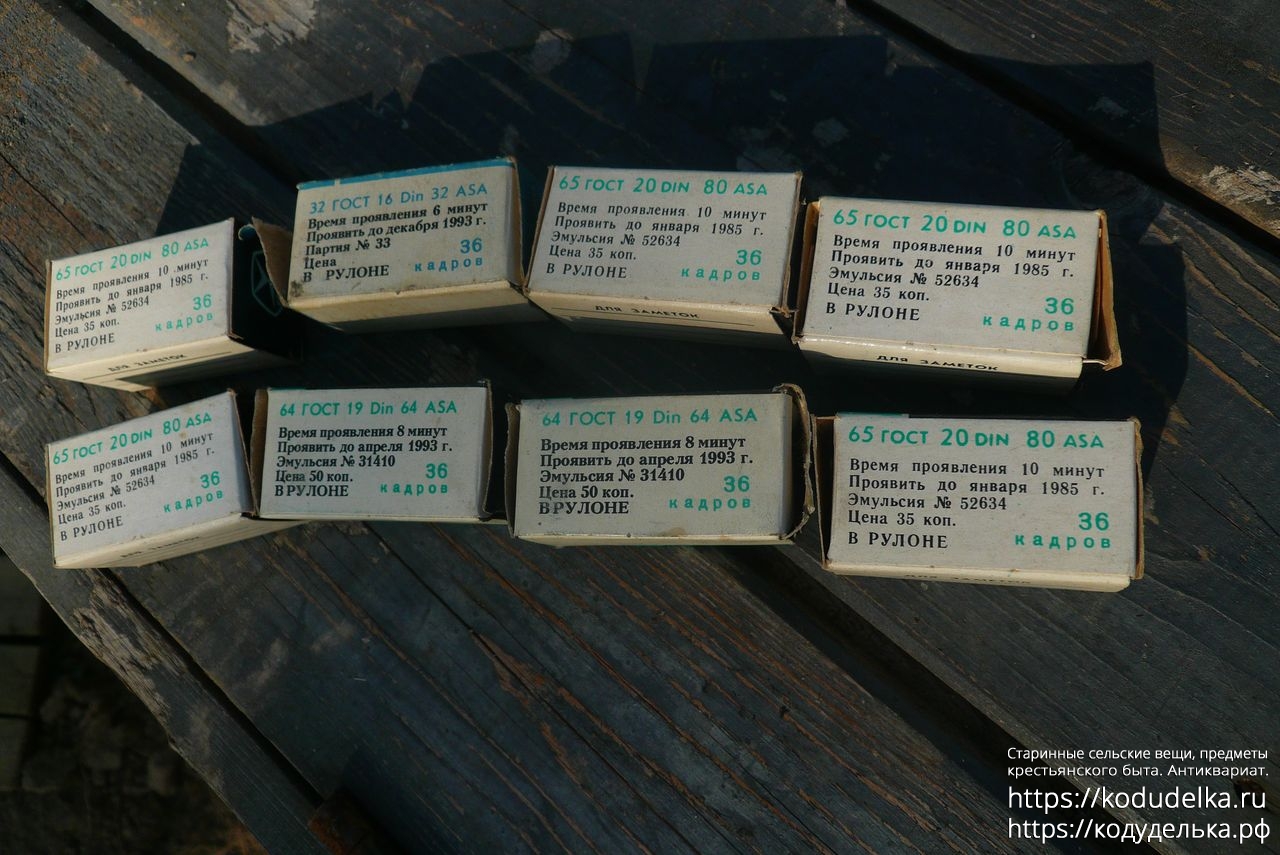 65 ГОСТ 20 DIN 80 ASA
Время проявления 10 минут
Проявить до января 1985 г.
Эмульсия № 52634
Цена 35 коп.
В РУЛОНЕ
36
кадров
ДЛЯ ЗАМЕТОК
32 ГОСТ 16 Din 32 ASA
Время проявления 6 минут
Проявить до декабря 1993 г.
Партия № 33
Цена
В РУЛОНЕ
36
кадров
65 ГОСТ 20 DIN 80 ASA
Время проявления 10 минут
Проявить до января 1985 г.
Эмульсия № 52634
Цена 35 коп.
В РУЛОНЕ
36
кадров
ДЛЯ ЗАМЕТОК
65 ГОСТ 20 DIN 80 ASA
Время проявления 10 минут
Проявить до января 1985 г.
Эмульсия № 52634
Цена 35 коп.
В РУЛОНЕ
36
кадров
ДЛЯ ЗАМЕТОК
65 ГОСТ 20 DIN 80 ASA
Время проявления 10 минут
Проявить до января 1985 г.
Эмульсия № 52634
Цена 35 коп.
В РУЛОНЕ
36
кадров
ДЛЯ ЗАМЕТОК
64 ГОСТ 19 Din 64 ASA
Время проявления 8 минут
Проявить до апреля 1993 г.
Эмульсия № 31410
Цена 50 коп.
В РУЛОНЕ
36
кадров
64 ГОСТ 19 Din 64 ASA
Время проявления 8 минут
Проявить до апреля 1993 г.
Эмульсия № 31410
Цена 50 коп.
В РУЛОНЕ
36
кадров
65 ГОСТ 20 DIN 80 ASA
Время проявления 10 минут
Проявить до января 1985 г.
Эмульсия № 52634
Цена 35 коп.
В РУЛОНЕ
36
кадров
ДЛЯ ЗАМЕТОК
Старинные сельские вещи, предметы
крестьянского быта. Антиквариат.
https://kodudelka.ru
https://кодуделька.рф